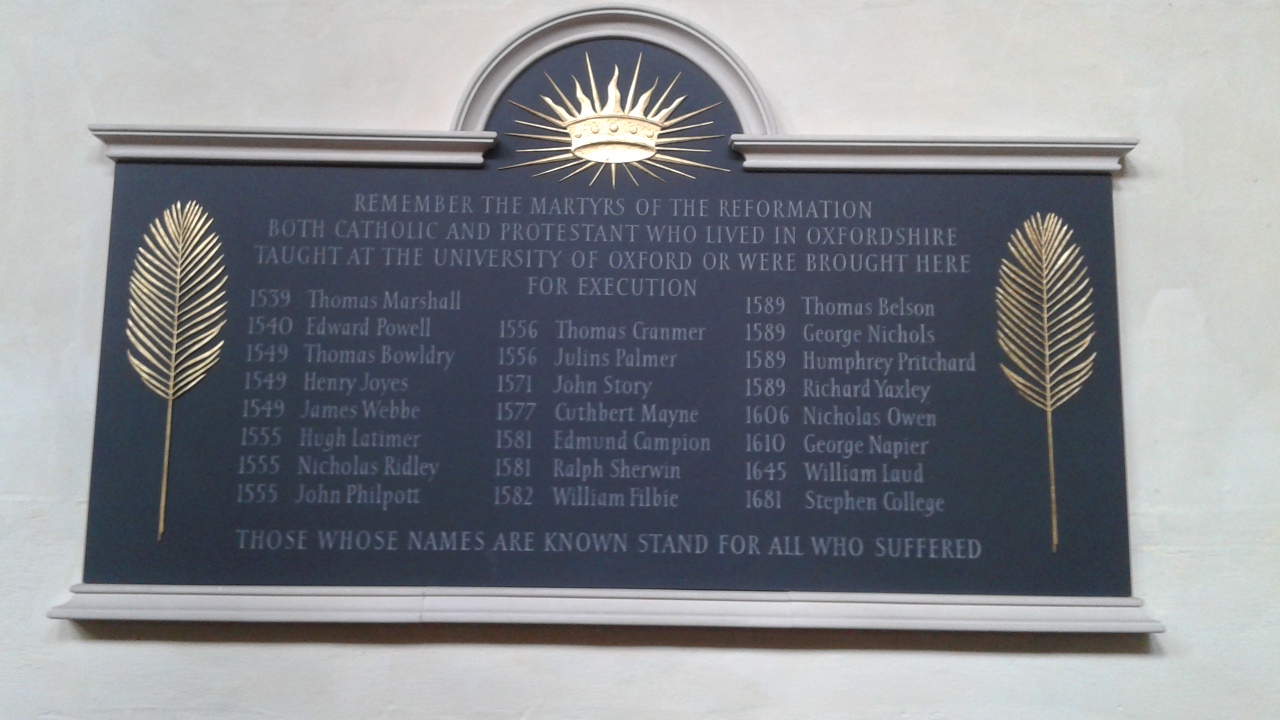 REMEMBER THE MARTYRS OF THE REFORMATION
BOTH CATHOLIC AND PROTESTANT WHO LIVED IN OXFORDSHIRE
TAUGHT AT THE UNIVERSITY OF OXFORD OR WERE BROUGHT HERE
FOR EXECUTION
1539 Thomas Marshall
1540 Edward Powell
1549 Thomas Bowldry
1549 Henry Joyes
1549 James Webbe
1555 Hugh Latimer
1555 Nicholas Ridley
1555 John Philpott
1556 Thomas Cranmer
1556 Julins Palmer
1571 John Story
1577 Cuthbert Mayne
1581 Edmund Campion
1581 Ralph Sherwin
1582 William Filbie
1589 Thomas Belson
1589 George Nichols
1589 Humphrey Pritchard
1589 Richard Yaxley
1606 Nicholas Owen
1610 George Napier
1645 William Laud
1681 Stephen College
THOSE WHOSE NAMES ARE KNOWN STAND FOR ALL WHO SUFFERED